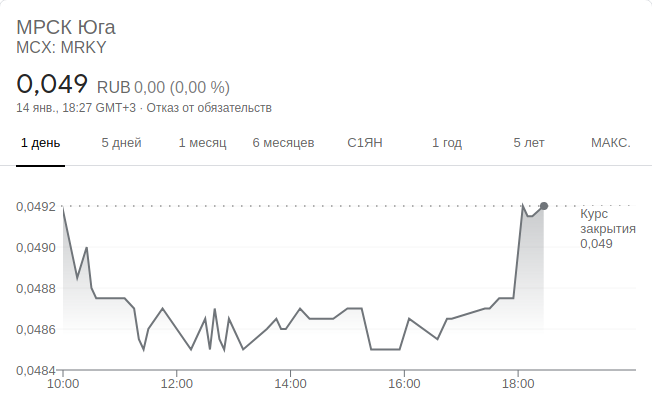 МРСК Юга
MCX: MRKY
0,049 RUB 0,00 (0,00 %)
14 янв., 18:27 GMT+3 · Отказ от обязательств
1 день 5 дней 1 месяц 6 месяцев С1ЯН 1 год 5 лет МАКС.
0,0492
Курс
закрытия
0,049
0,0490
0,0488
0,0486
0,0484
10:00 12:00 14:00 16:00 18:00